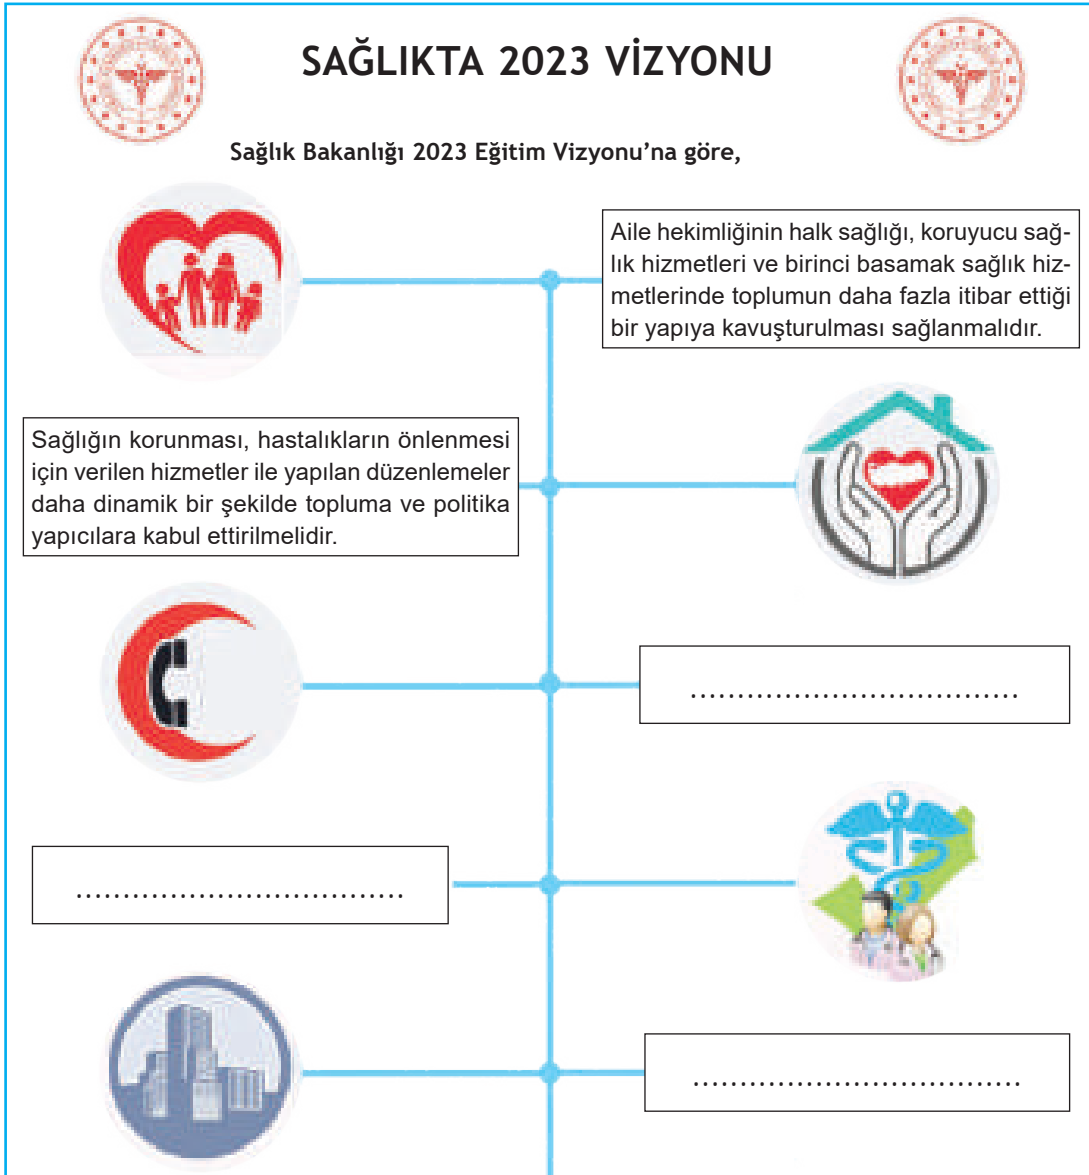 SAĞLIKTA 2023 VİZYONU
Sağlık Bakanlığı 2023 Eğitim Vizyonu’na göre,
Aile hekimliğinin halk sağlığı, koruyucu sağ-
lık hizmetleri ve birinci basamak sağlık hiz-
metlerinde toplumun daha fazla itibar ettiği
bir yapıya kavuşturulması sağlanmalıdır.
Sağlığın korunması, hastalıkların önlenmesi
için verilen hizmetler ile yapılan düzenlemeler
daha dinamik bir şekilde topluma ve politika
yapıcılara kabul ettirilmelidir.
..................................
..................................
..................................